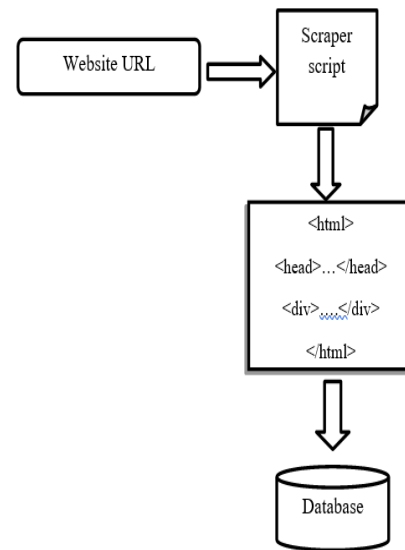 Website URL
Scraper
script
<html>
<head>…</head>
<div>….</div>
</html>
Database